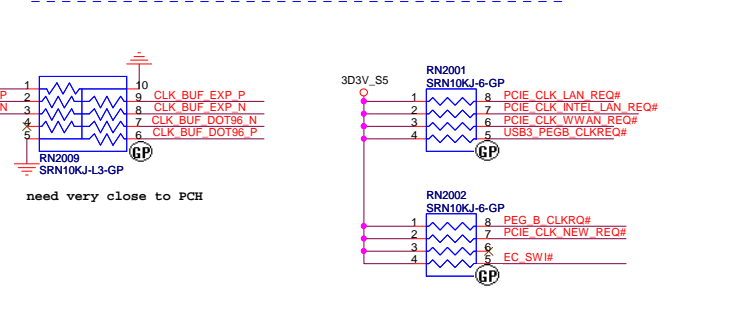 10
1
P 2 9 CLK_BUF_EXP_P
N 3 8 CLK_BUF_EXP_N
4 7 CLK_BUF_DOT96_N
5 6 CLK_BUF_DOT96_P
GP
RN2009
SRN10KJ-L3-GP
need very close to PCH
3D3V_S5
RN2001
SRN10KJ-6-GP
1 8 PCIE_CLK_LAN_REQ#
2 7 PCIE_CLK_INTEL_LAN_REQ#
3 6 PCIE_CLK_WWAN_REQ#
4 5 USB3_PEGB_CLKREQ#
GP
RN2002
SRN10KJ-6-GP
1 8 PEG_B_CLKRQ#
2 7 PCIE_CLK_NEW_REQ#
3 6
4 5 EC_SWI#
GP